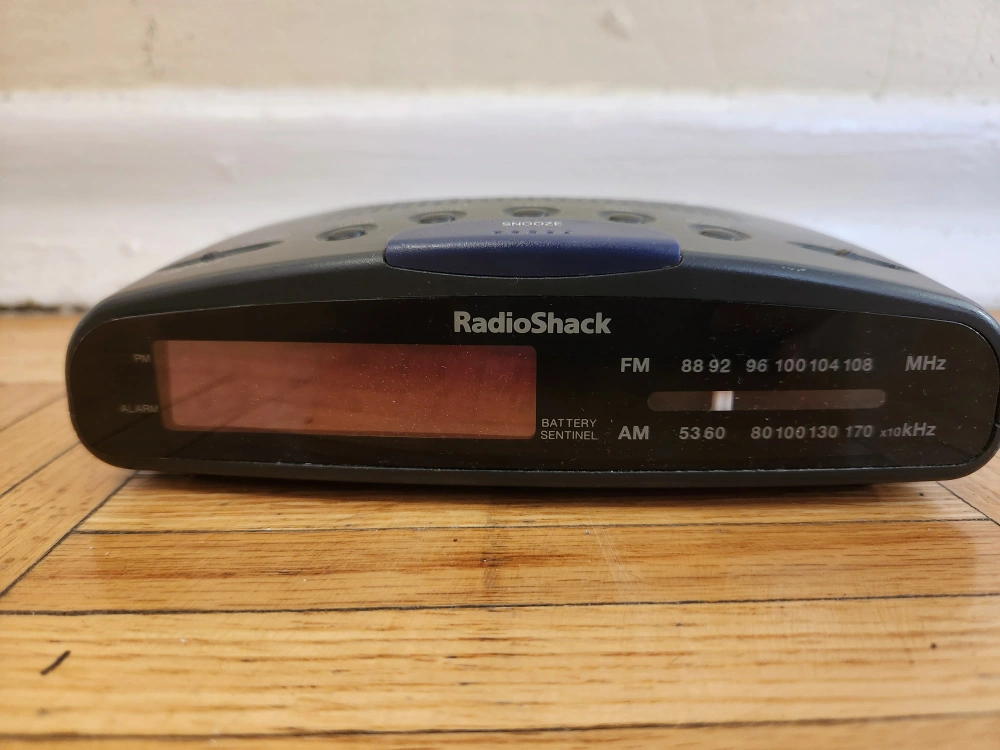 SNOOZE
RadioShack
PM
ALARM
BATTERY
SENTINEL
FM 88 92 96 100 104 108 MHz
AM 53 60 80 100 130 170 x10 kHz